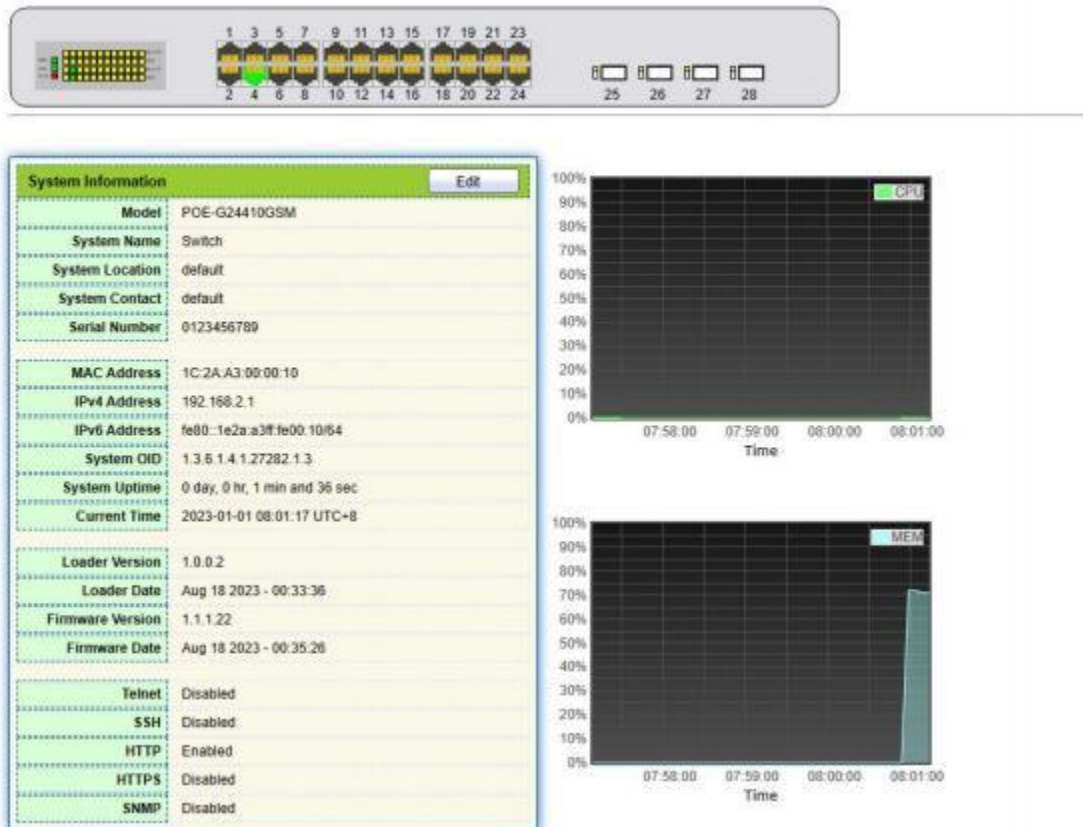 1 3 5 7 9 11 13 15 17 19 21 23
2 4 6 8 10 12 14 16 18 20 22 24 25 26 27 28
System Information Edit
Model POE-G24410GSM
System Name Switch
System Location default
System Contact default
Serial Number 0123456789
MAC Address 1C:2A:A3:00:00:10
IPv4 Address 192.168.2.1
IPv6 Address fe80::1e2a:a3ff:fe00:10/64
System OID 1.3.6.1.4.1.27282.1.3
System Uptime 0 day, 0 hr, 1 min and 36 sec
Current Time 2023-01-01 08:01:17 UTC+8
Loader Version 1.0.0.2
Loader Date Aug 18 2023 - 00:33:36
Firmware Version 1.1.1.22
Firmware Date Aug 18 2023 - 00:35:26
Telnet Disabled
SSH Disabled
HTTP Enabled
HTTPS Disabled
SNMP Disabled
100% CPU
90%
80%
70%
60%
50%
40%
30%
20%
10%
0%
07:58:00 07:59:00 08:00:00 08:01:00
Time
100% MEM
90%
80%
70%
60%
50%
40%
30%
20%
10%
0%
07:58:00 07:59:00 08:00:00 08:01:00
Time